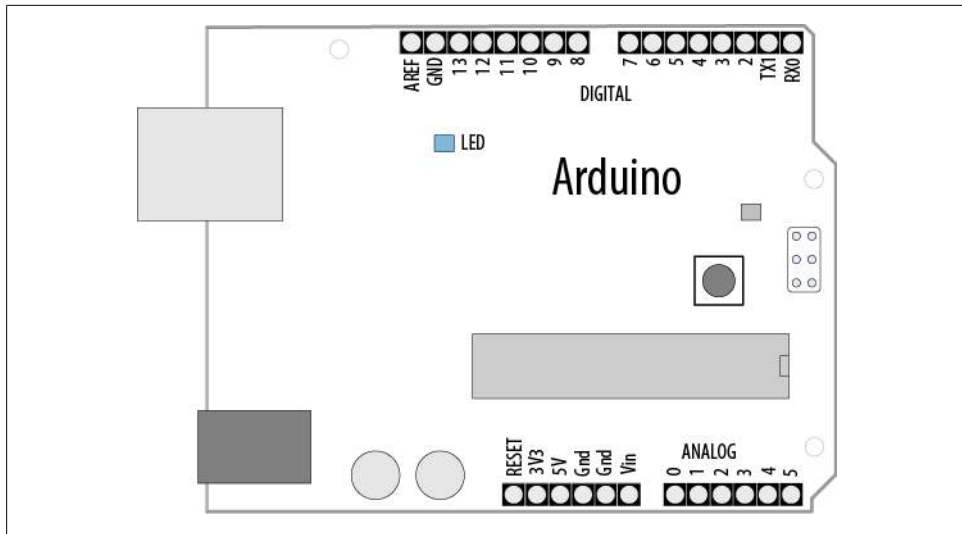 AREF GND 13 12 11 10 9 8 7 6 5 4 3 2 TX1 RX0
DIGITAL
LED
Arduino
ANALOG
RESET 3V3 5V Gnd Gnd Vin 0 1 2 3 4 5